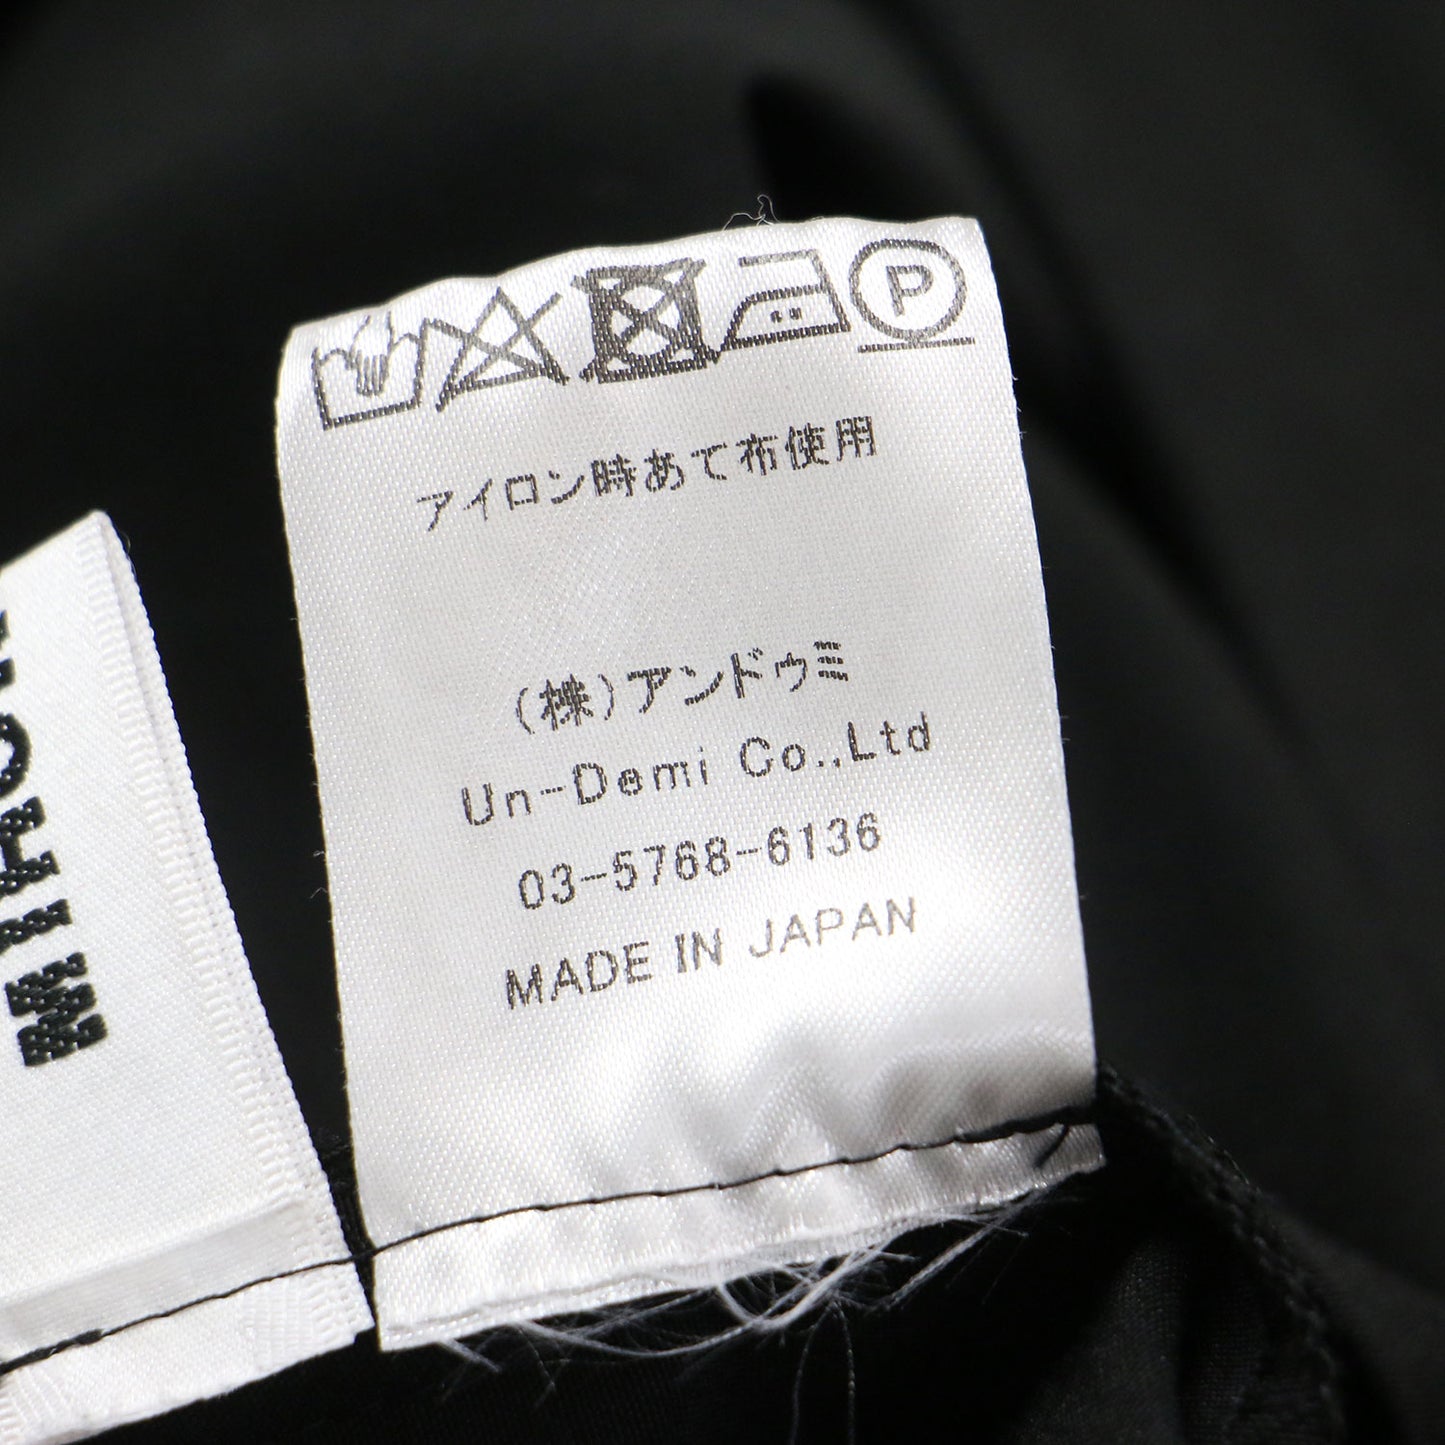 P
アイロン時あて布使用
(株)アンドゥミ
Un-Demi Co.,Ltd
03-5768-6136
MADE IN JAPAN